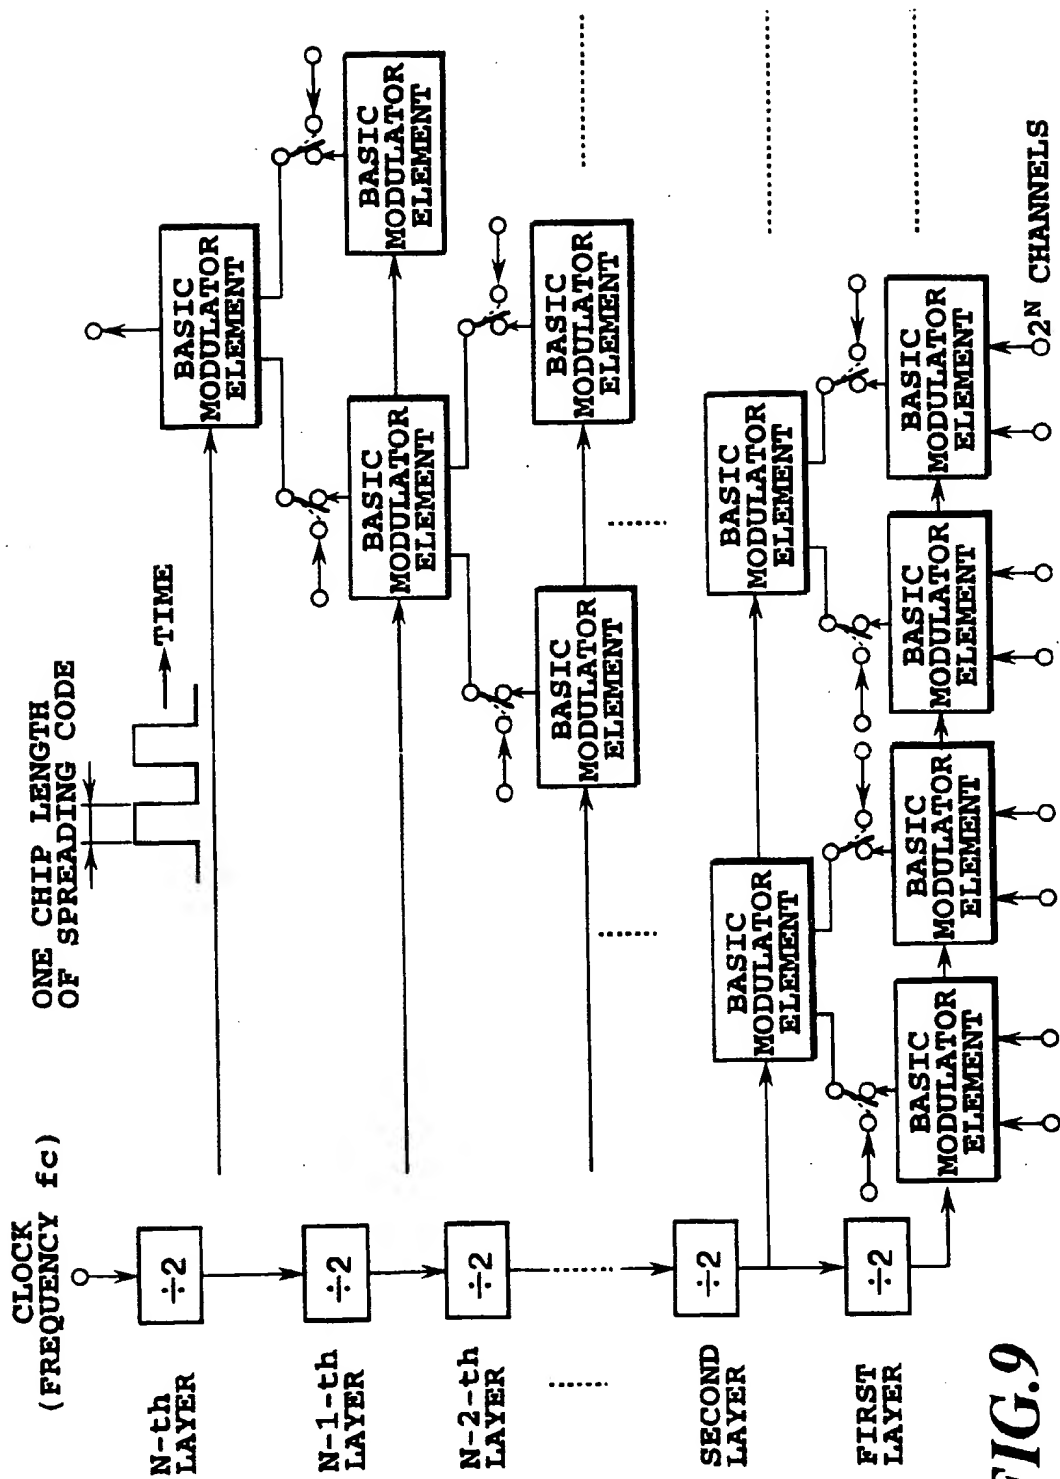 CLOCK
(FREQUENCY fc)
ONE CHIP LENGTH
OF SPREADING CODE
TIME
N-th
LAYER
÷2
BASIC
MODULATOR
ELEMENT
N-1-th
LAYER
÷2
BASIC
MODULATOR
ELEMENT
BASIC
MODULATOR
ELEMENT
N-2-th
LAYER
÷2
BASIC
MODULATOR
ELEMENT
BASIC
MODULATOR
ELEMENT
SECOND
LAYER
÷2
BASIC
MODULATOR
ELEMENT
BASIC
MODULATOR
ELEMENT
FIRST
LAYER
÷2
BASIC
MODULATOR
ELEMENT
BASIC
MODULATOR
ELEMENT
BASIC
MODULATOR
ELEMENT
BASIC
MODULATOR
ELEMENT
2ᴺ CHANNELS
FIG.9